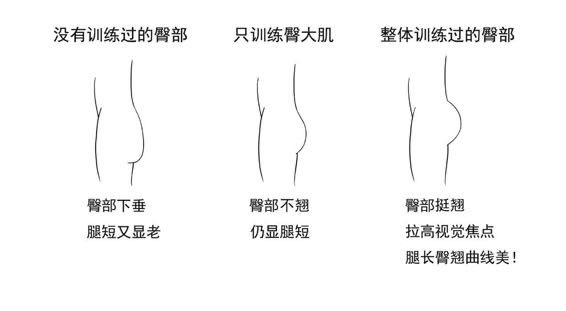 没有训练过的臀部
只训练臀大肌
整体训练过的臀部
臀部下垂
腿短又显老
臀部不翘
仍显腿短
臀部挺翘
拉高视觉焦点
腿长臀翘曲线美！